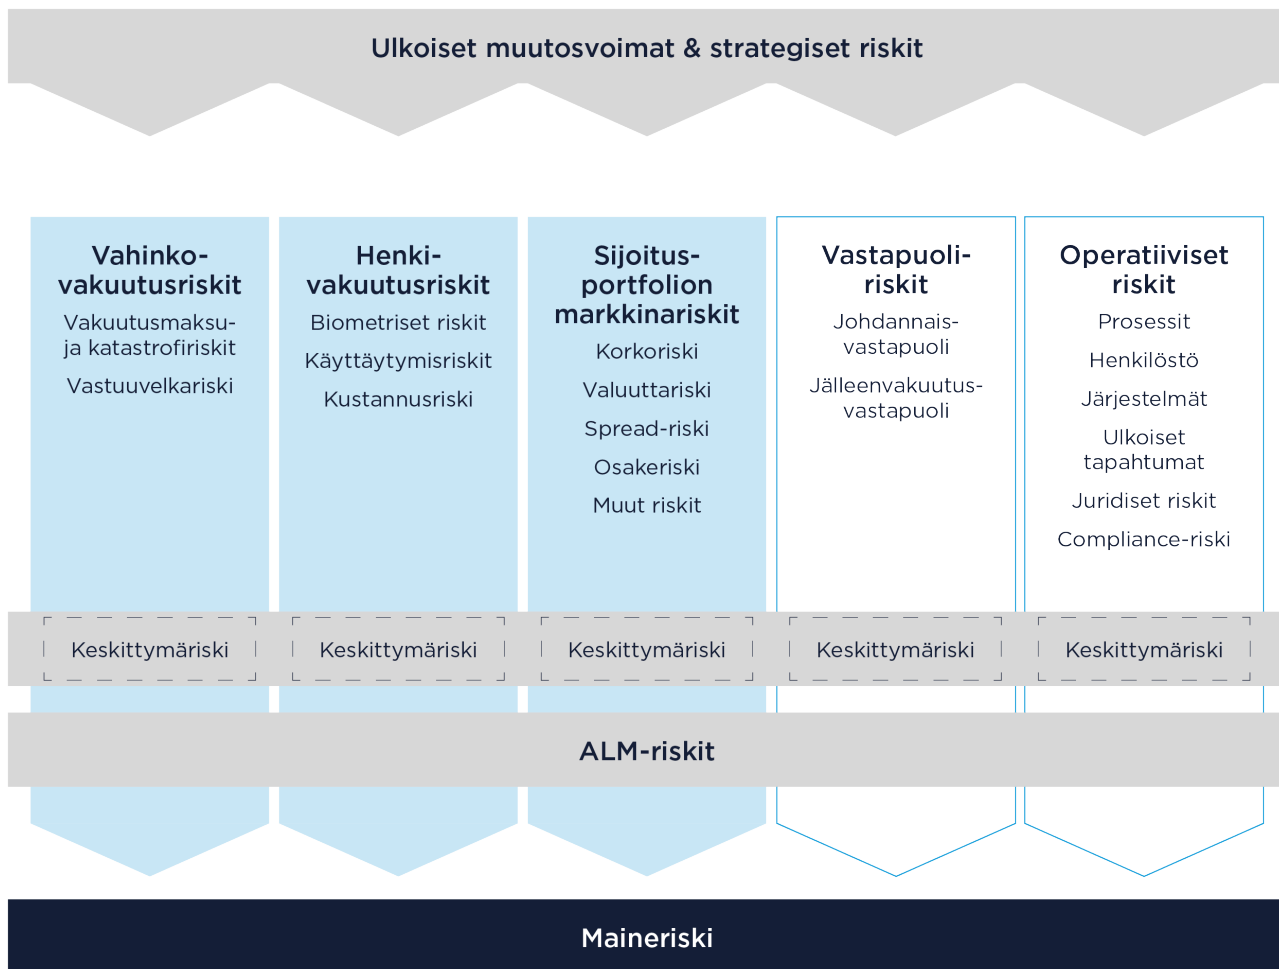 Ulkoiset muutosvoimat & strategiset riskit
Vahinko-
vakuutusriskit
Vakuutusmaksu-
ja katastrofiriskit
Vastuuvelkariski
Henki-
vakuutusriskit
Biometriset riskit
Käyttäytymisriskit
Kustannusriski
Sijoitus-
portfolion
markkinariskit
Korkoriski
Valuuttariski
Spread-riski
Osakeriski
Muut riskit
Vastapuoli-
riskit
Johdannais-
vastapuoli
Jälleenvakuutus-
vastapuoli
Operatiiviset
riskit
Prosessit
Henkilöstö
Järjestelmät
Ulkoiset
tapahtumat
Juridiset riskit
Compliance-riski
Keskittymäriski
Keskittymäriski
Keskittymäriski
Keskittymäriski
Keskittymäriski
ALM-riskit
Maineriski